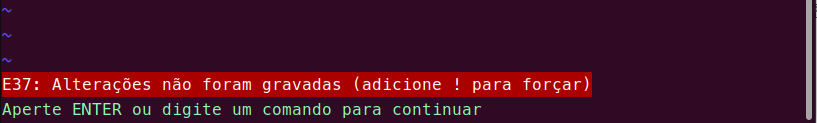 ~
~
~
E37: Alterações não foram gravadas (adicione ! para forçar)
Aperte ENTER ou digite um comando para continuar